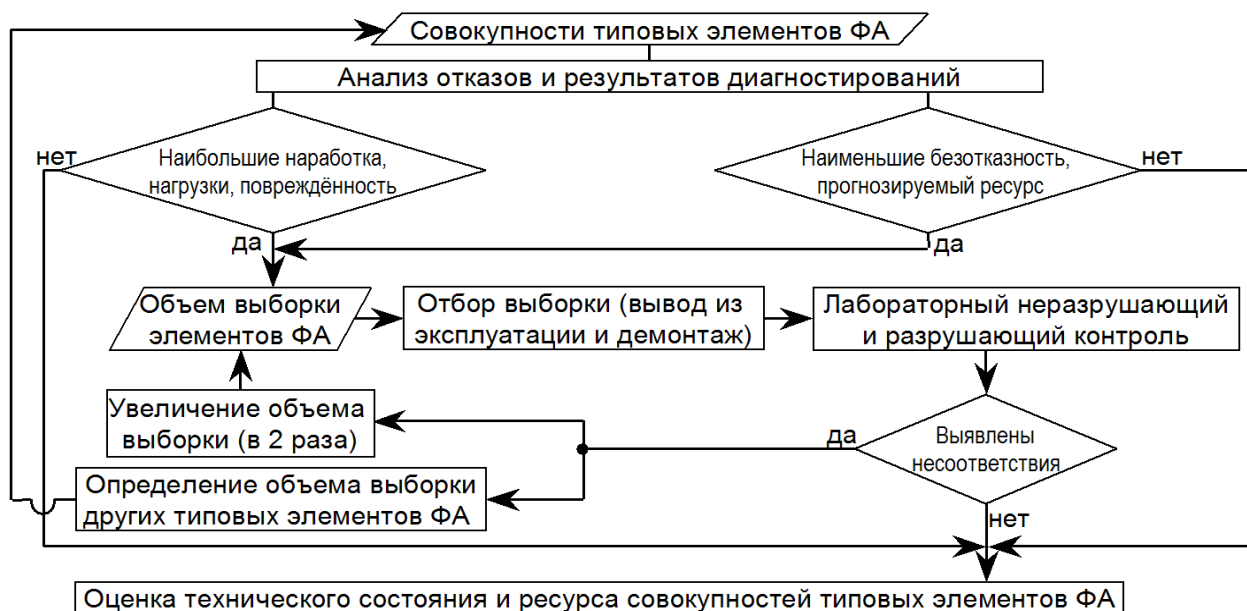 Совокупности типовых элементов ФА
Анализ отказов и результатов диагностирований
нет
Наибольшие наработка,
нагрузки, повреждённость
Наименьшие безотказность,
прогнозируемый ресурс
нет
да
да
Объем выборки
элементов ФА
Отбор выборки (вывод из
эксплуатации и демонтаж)
Лабораторный неразрушающий
и разрушающий контроль
Увеличение объема
выборки (в 2 раза)
да
Выявлены
несоответствия
Определение объема выборки
других типовых элементов ФА
нет
Оценка технического состояния и ресурса совокупностей типовых элементов ФА